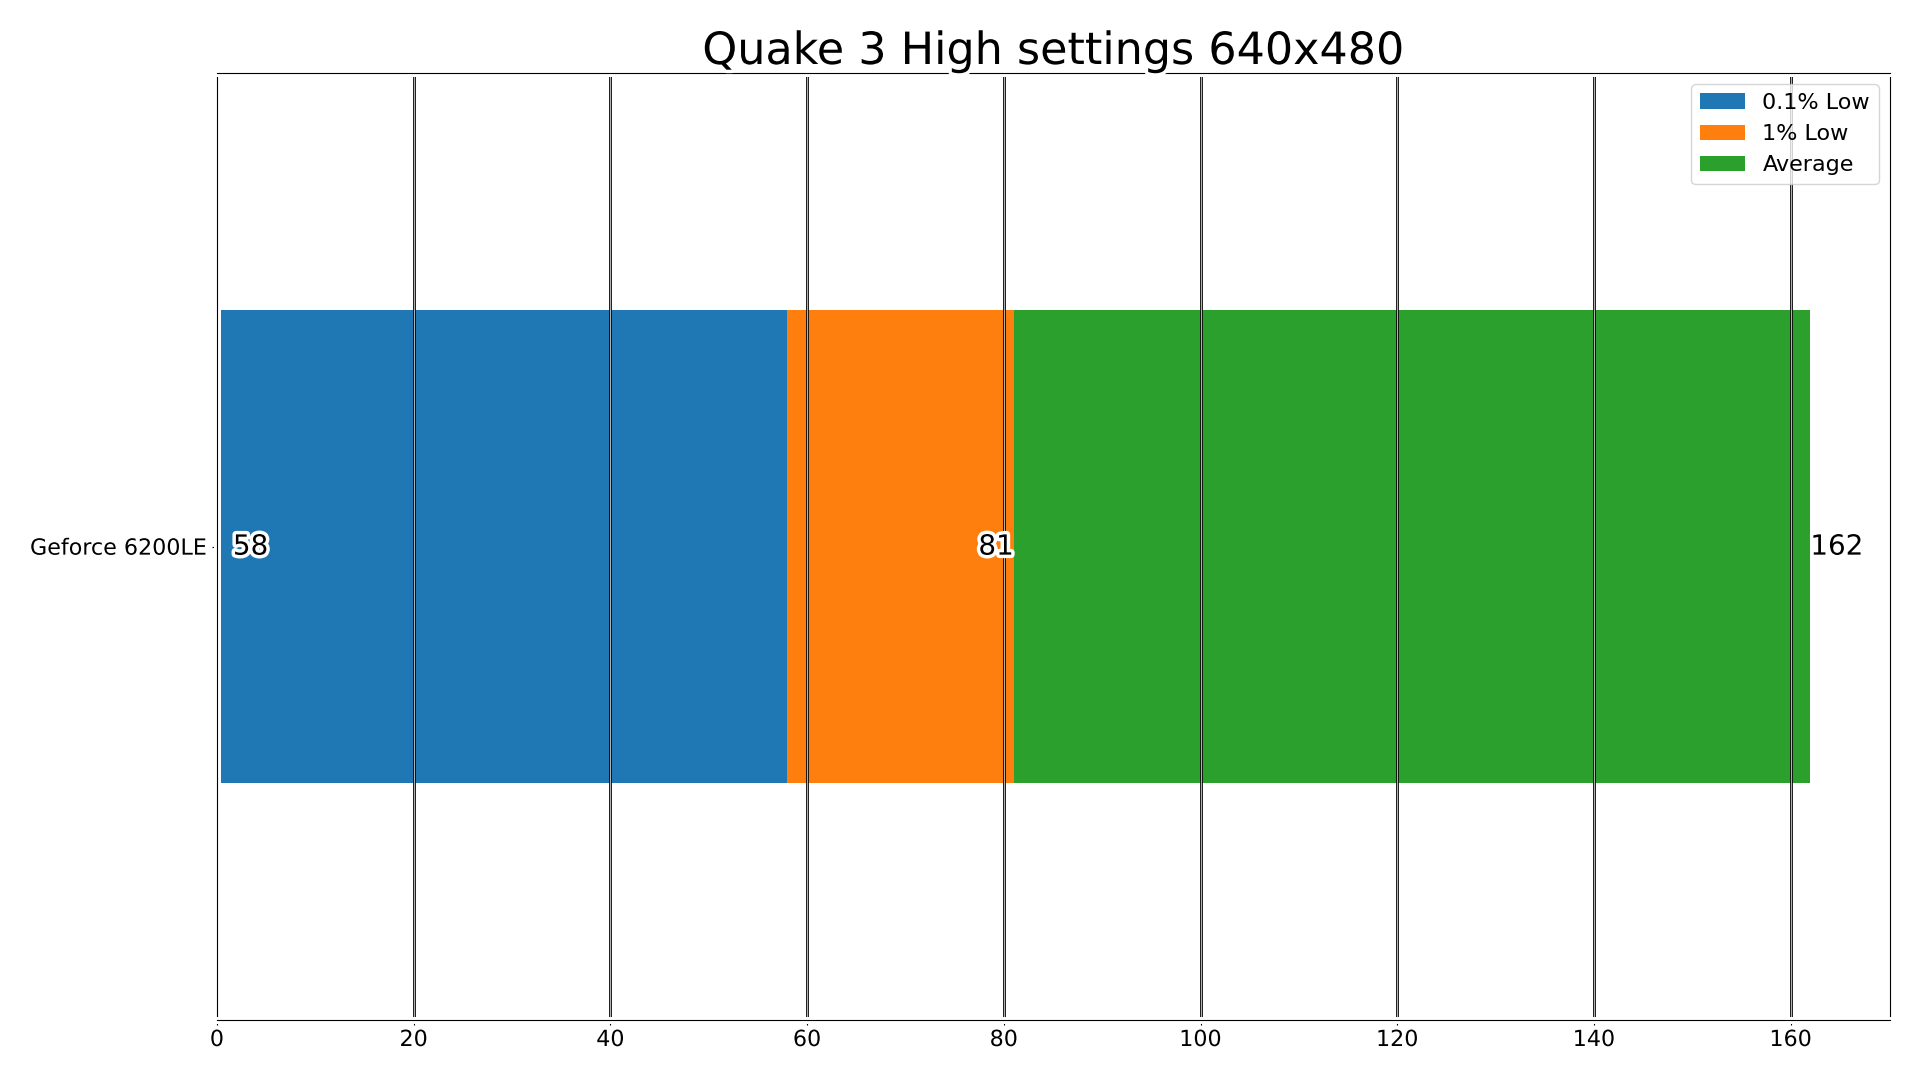 Quake 3 High settings 640x480
0.1% Low
1% Low
Average
Geforce 6200LE
58
81
162
0 20 40 60 80 100 120 140 160